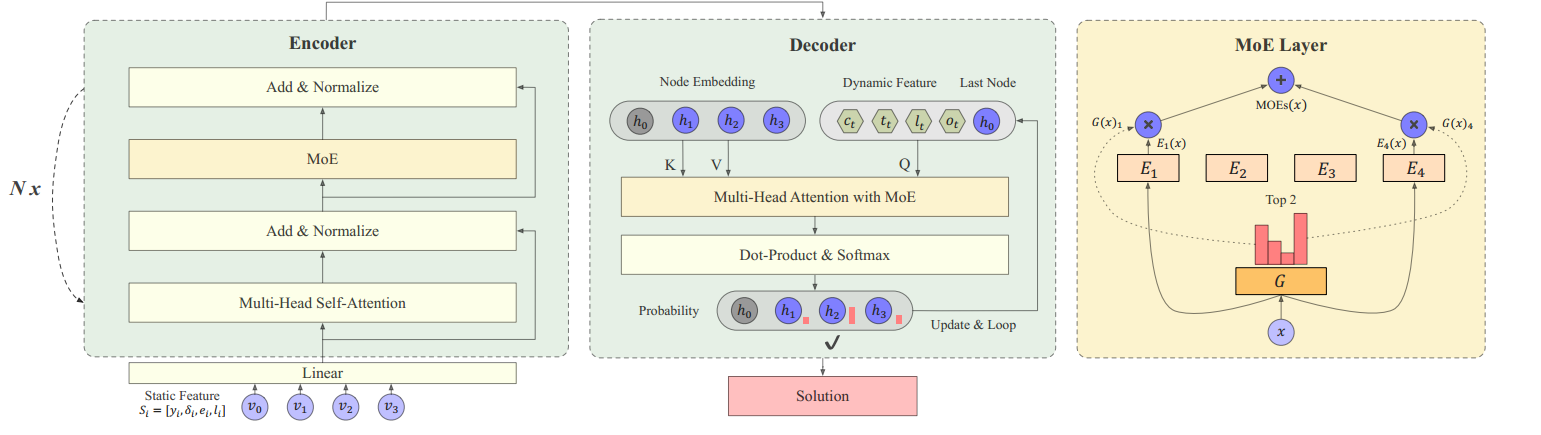 N x
Encoder
Add & Normalize
MoE
Add & Normalize
Multi-Head Self-Attention
Linear
Static Feature
S_i = [y_i, δ_i, e_i, l_i]
v_0 v_1 v_2 v_3
Decoder
Node Embedding Dynamic Feature Last Node
h_0 h_1 h_2 h_3 c_t t_t l_t o_t h_0
K V Q
Multi-Head Attention with MoE
Dot-Product & Softmax
Probability h_0 h_1 h_2 h_3
Update & Loop
✓
Solution
MoE Layer
+
MOEs(x)
G(x)_1 × × G(x)_4
E_1(x) E_4(x)
E_1 E_2 E_3 E_4
Top 2
G
x